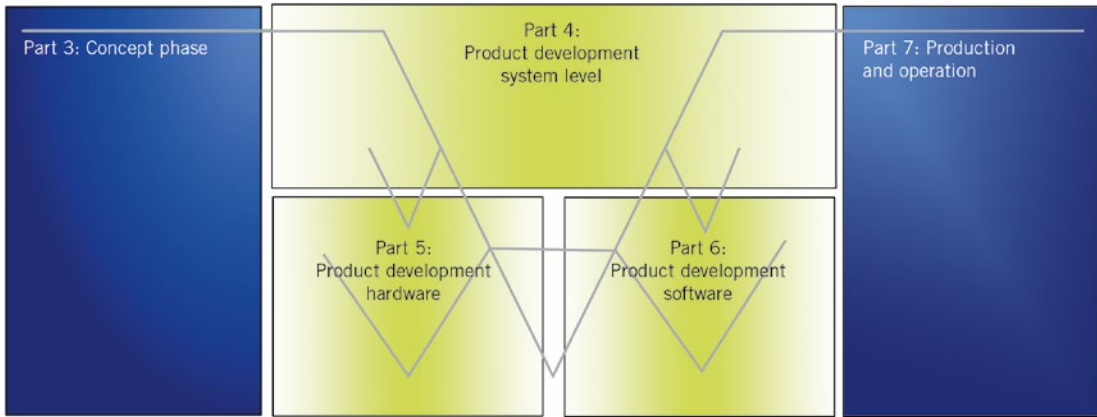 Part 3: Concept phase
Part 4:
Product development
system level
Part 7: Production
and operation
Part 5:
Product development
hardware
Part 6:
Product development
software